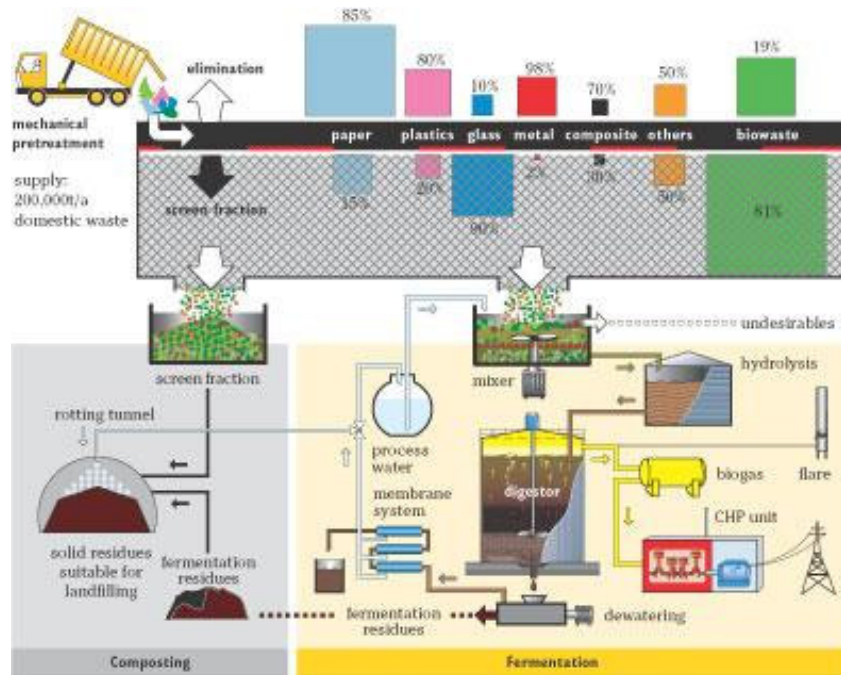 85%
80%
10%
98%
70%
50%
19%
elimination
mechanical
pretreatment
paper
plastics
glass
metal
composite
others
biowaste
supply:
200.000t/a
domestic waste
screen fraction
15%
20%
90%
2%
30%
50%
81%
undesirables
screen fraction
mixer
hydrolysis
rotting tunnel
process
water
digestor
biogas
flare
membrane
system
CHP unit
solid residues
suitable for
landfilling
fermentation
residues
fermentation
residues
dewatering
Composting
Fermentation